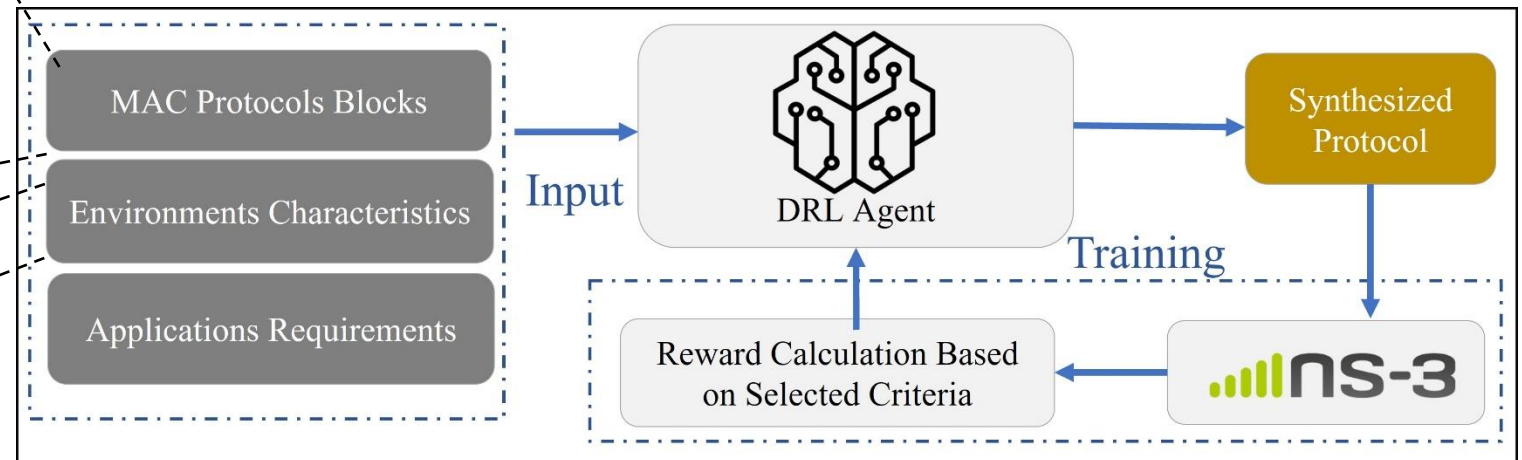 MAC Protocols Blocks
Environments Characteristics
Applications Requirements
Input
DRL Agent
Synthesized
Protocol
Training
Reward Calculation Based
on Selected Criteria
ns-3